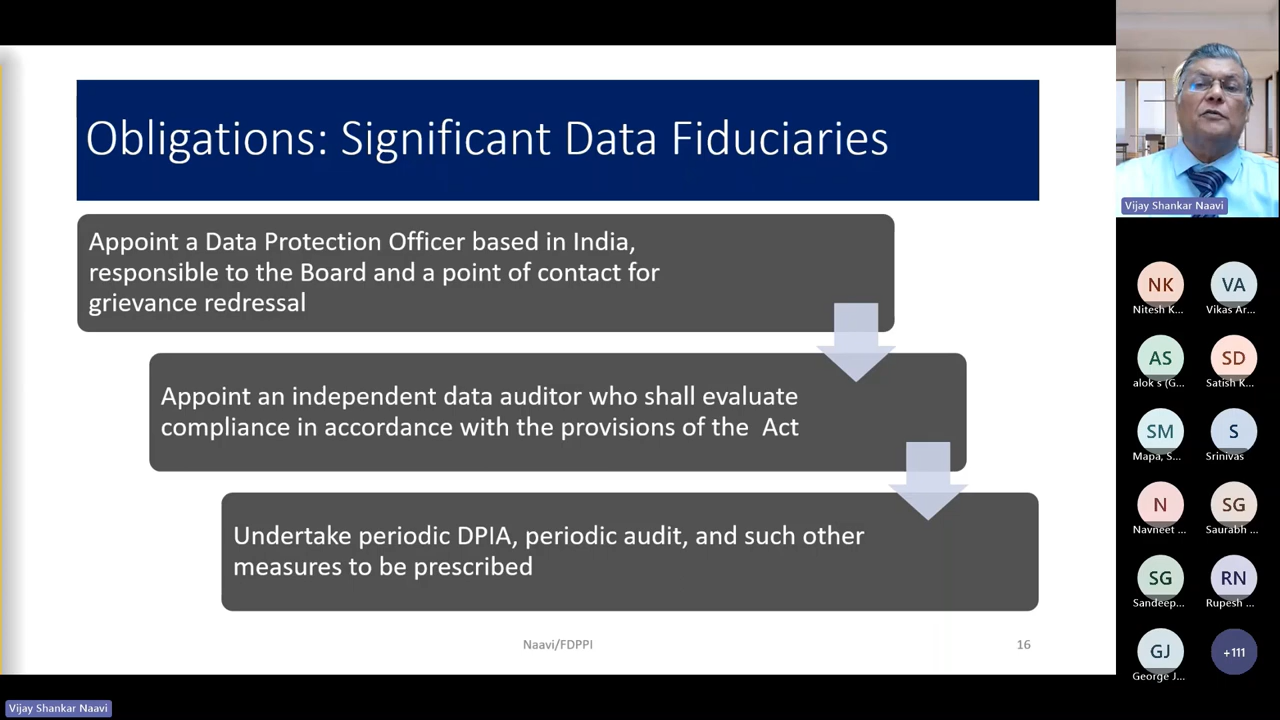 Obligations: Significant Data Fiduciaries
Appoint a Data Protection Officer based in India,
responsible to the Board and a point of contact for
grievance redressal
Appoint an independent data auditor who shall evaluate
compliance in accordance with the provisions of the Act
Undertake periodic DPIA, periodic audit, and such other
measures to be prescribed
Naavi/FDPPI
16
Vijay Shankar Naavi
NK
Nitesh K...
VA
Vikas Ar...
AS
alok s (G...
SD
Satish K...
SM
Mapa, S...
S
Srinivas
N
Navneet ...
SG
Saurabh ...
SG
Sandeep...
RN
Rupesh ...
GJ
George J...
+111
Vijay Shankar Naavi